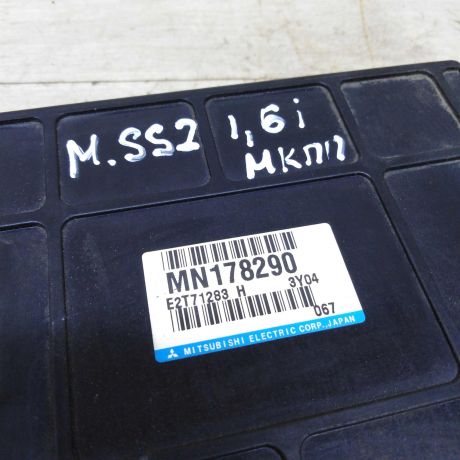 M.SS2
1,6i
МКПП
MN178290
E2T71283 H 3Y04
067
MITSUBISHI ELECTRIC CORP.,JAPAN